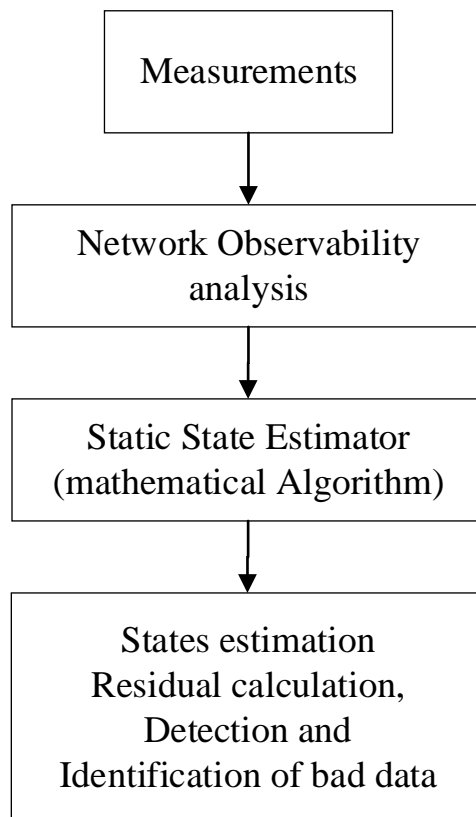 Measurements
Network Observability
analysis
Static State Estimator
(mathematical Algorithm)
States estimation
Residual calculation,
Detection and
Identification of bad data